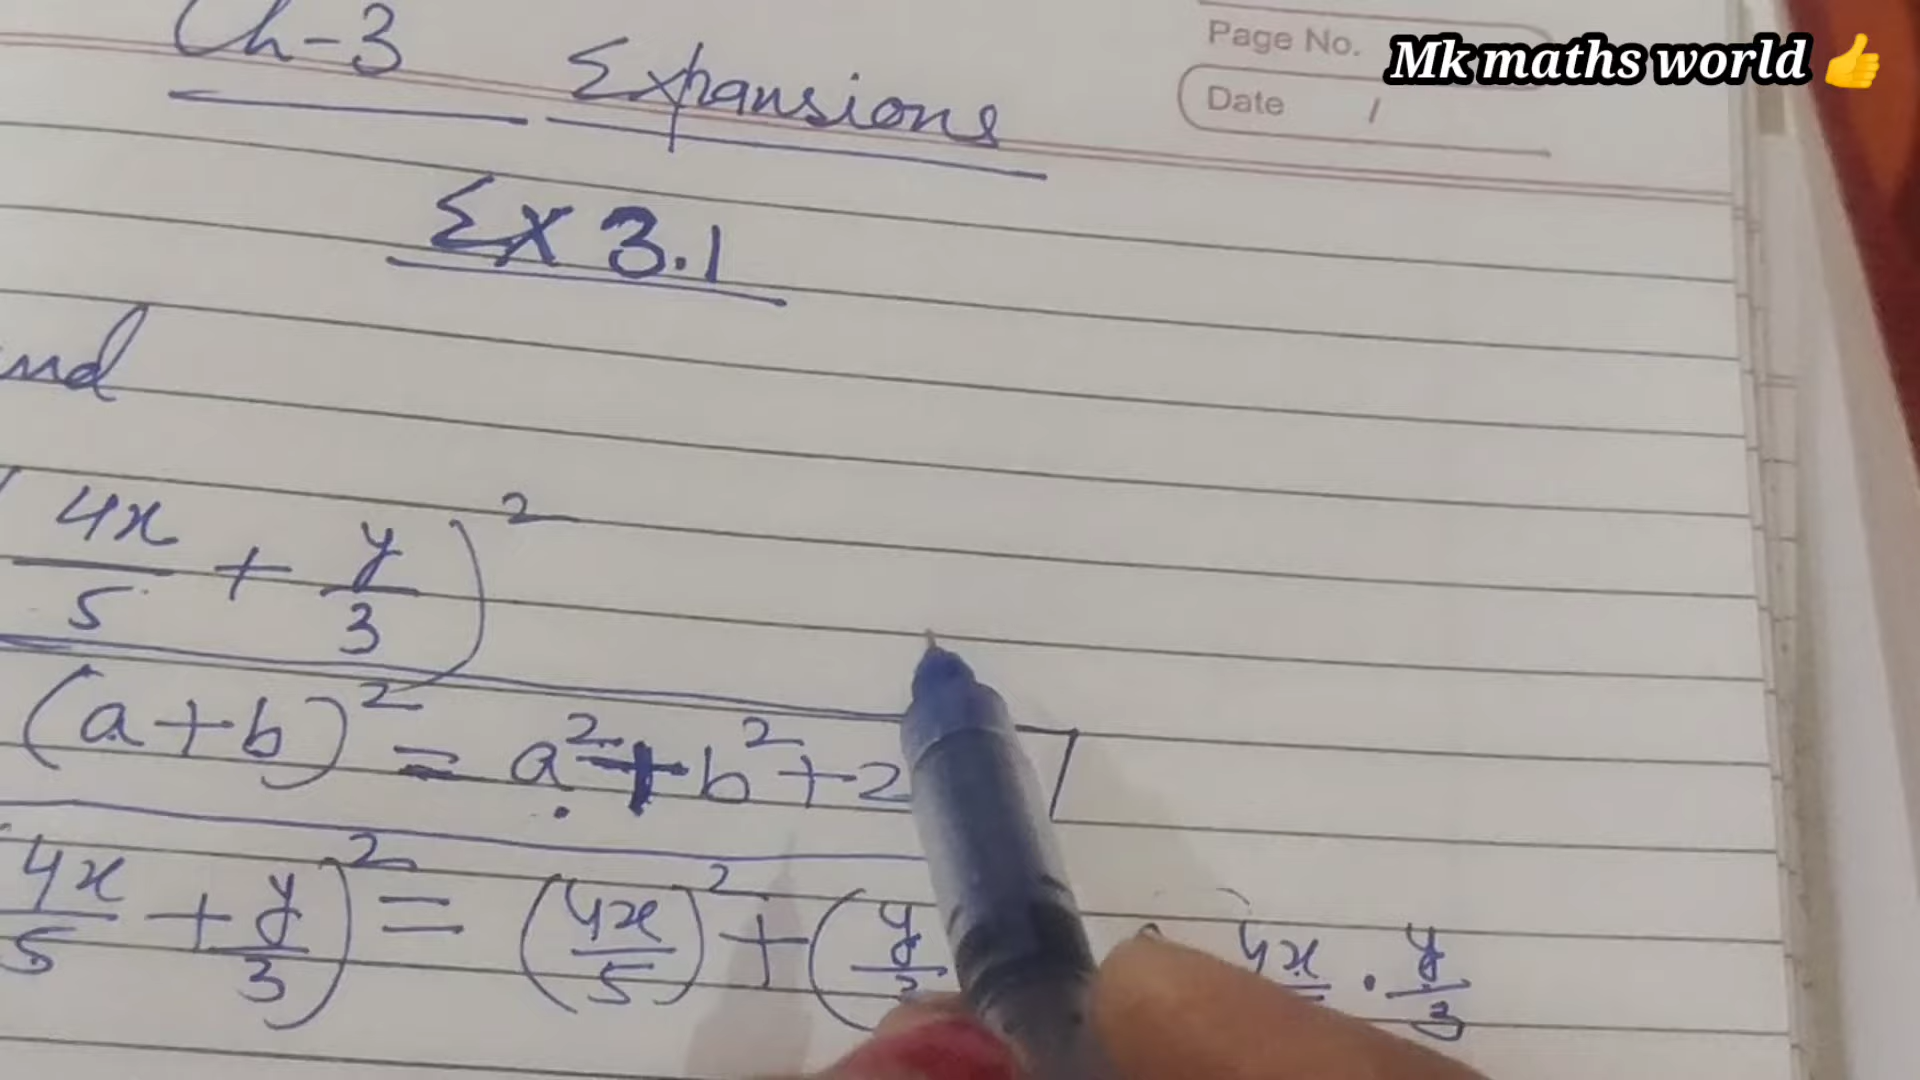 Page No.
Mk maths world 👍
Date /
Ch-3 Expansions
Ex 3.1
4x/5 + y/3)²
(a+b)² = a²+b²+2
4x/5 + y/3)² = (4x/5)² + (y/3 4x · y/3